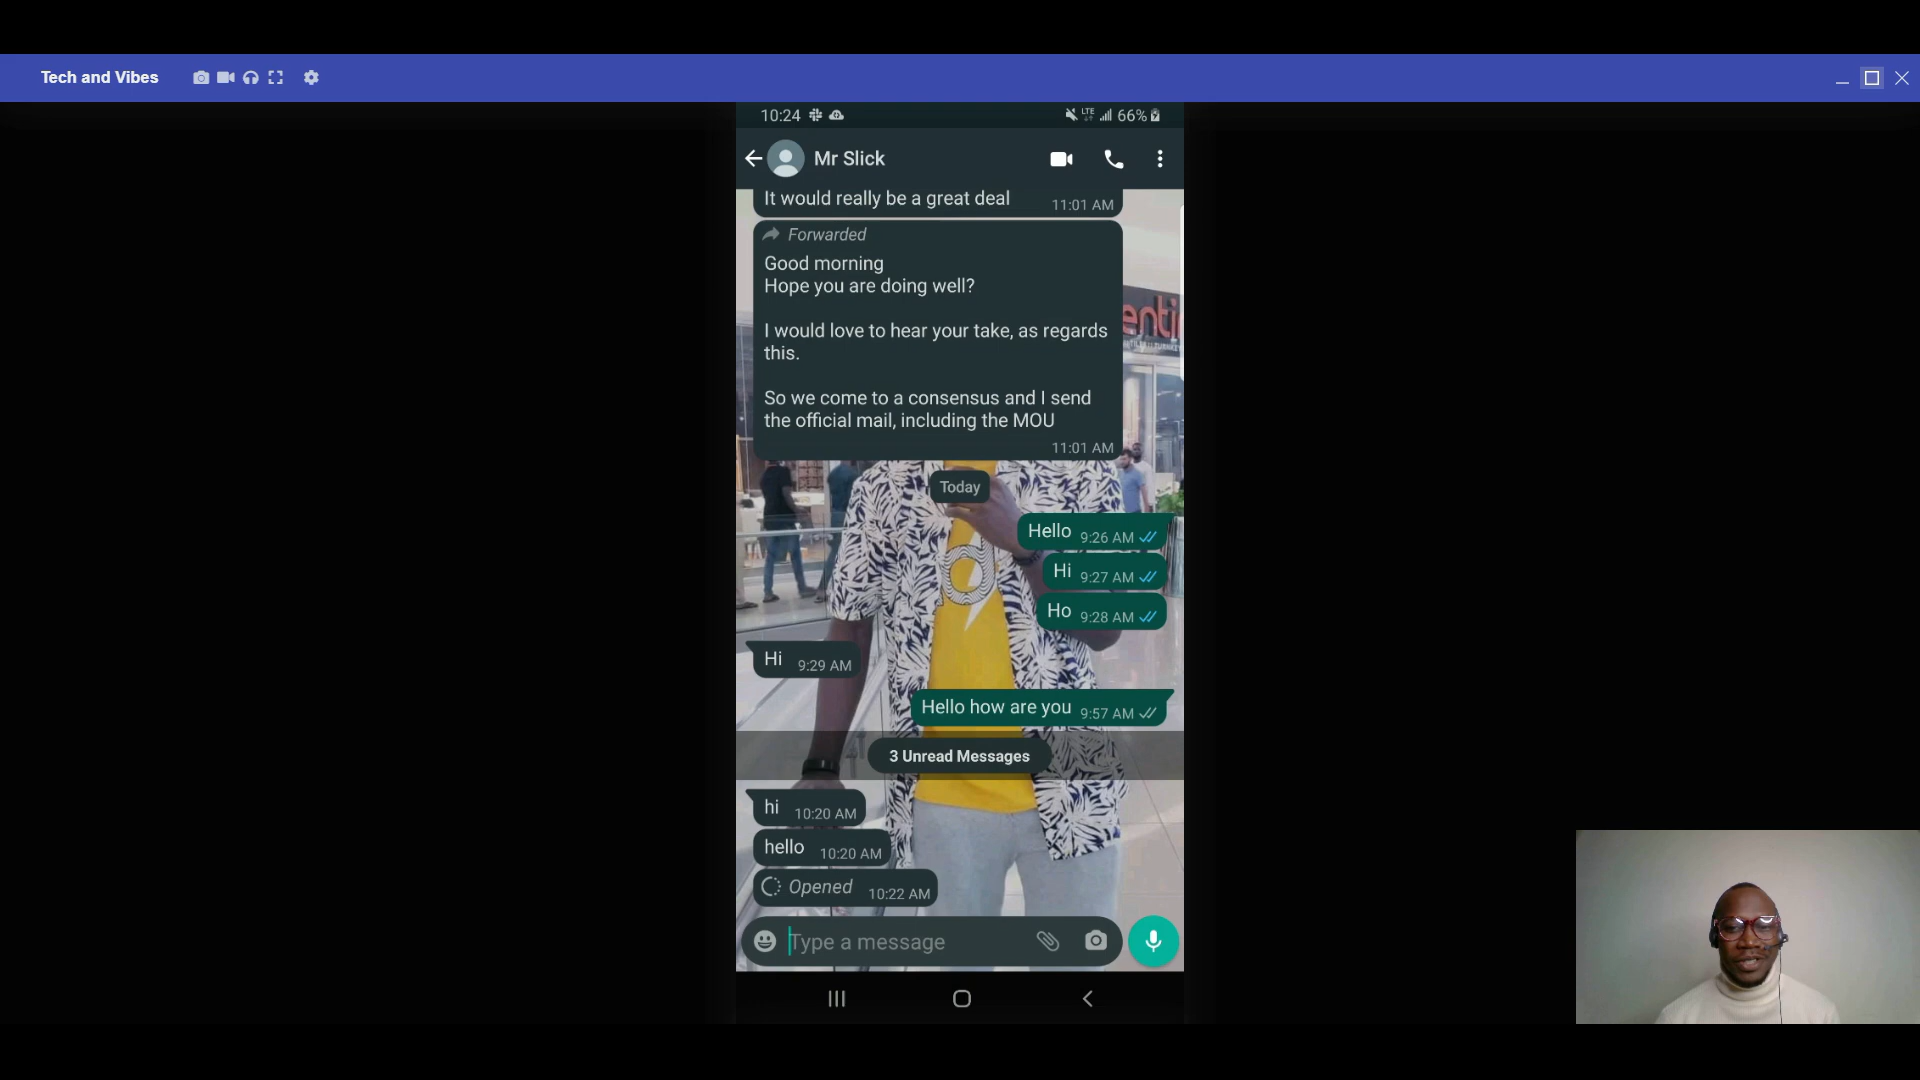 Tech and Vibes
10:24
LTE
66%
Mr Slick
It would really be a great deal
11:01 AM
Forwarded
Good morning
Hope you are doing well?
I would love to hear your take, as regards
this.
So we come to a consensus and I send
the official mail, including the MOU
11:01 AM
Today
Hello 9:26 AM
Hi 9:27 AM
Ho 9:28 AM
Hi 9:29 AM
Hello how are you 9:57 AM
3 Unread Messages
hi 10:20 AM
hello 10:20 AM
Opened 10:22 AM
Type a message